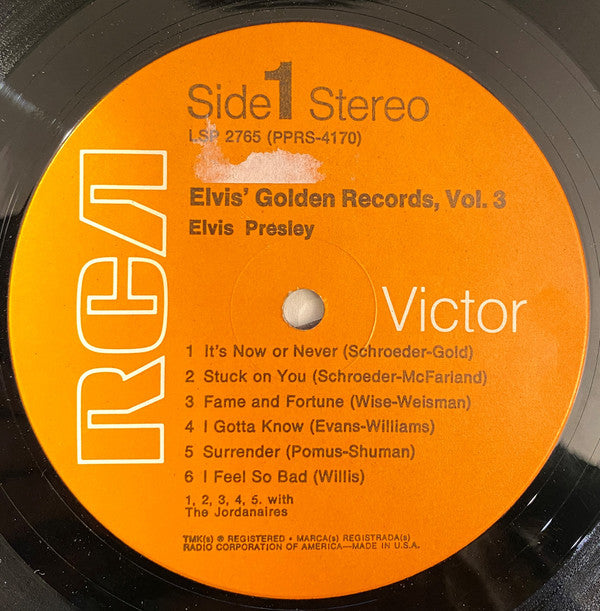 Side 1 Stereo
LSP 2765 (PPRS-4170)
Elvis' Golden Records, Vol. 3
Elvis Presley
RCA
Victor
1 It's Now or Never (Schroeder-Gold)
2 Stuck on You (Schroeder-McFarland)
3 Fame and Fortune (Wise-Weisman)
4 I Gotta Know (Evans-Williams)
5 Surrender (Pomus-Shuman)
6 I Feel So Bad (Willis)
1, 2, 3, 4, 5. with
The Jordanaires
TMK(s) ® REGISTERED • MARCA(s) REGISTRADA(s)
RADIO CORPORATION OF AMERICA—MADE IN U.S.A.